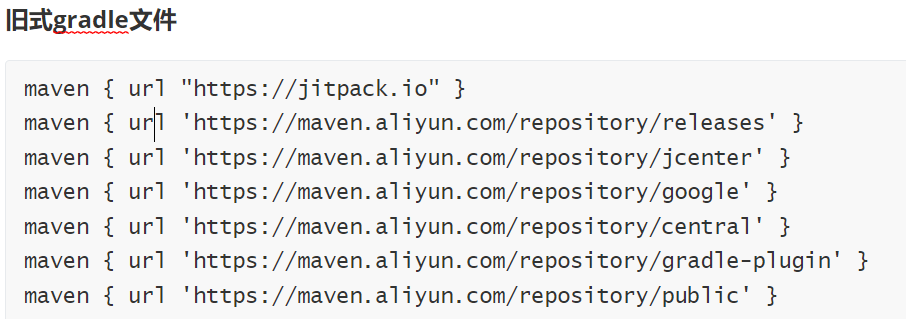 旧式gradle文件
maven { url "https://jitpack.io" }
maven { url 'https://maven.aliyun.com/repository/releases' }
maven { url 'https://maven.aliyun.com/repository/jcenter' }
maven { url 'https://maven.aliyun.com/repository/google' }
maven { url 'https://maven.aliyun.com/repository/central' }
maven { url 'https://maven.aliyun.com/repository/gradle-plugin' }
maven { url 'https://maven.aliyun.com/repository/public' }